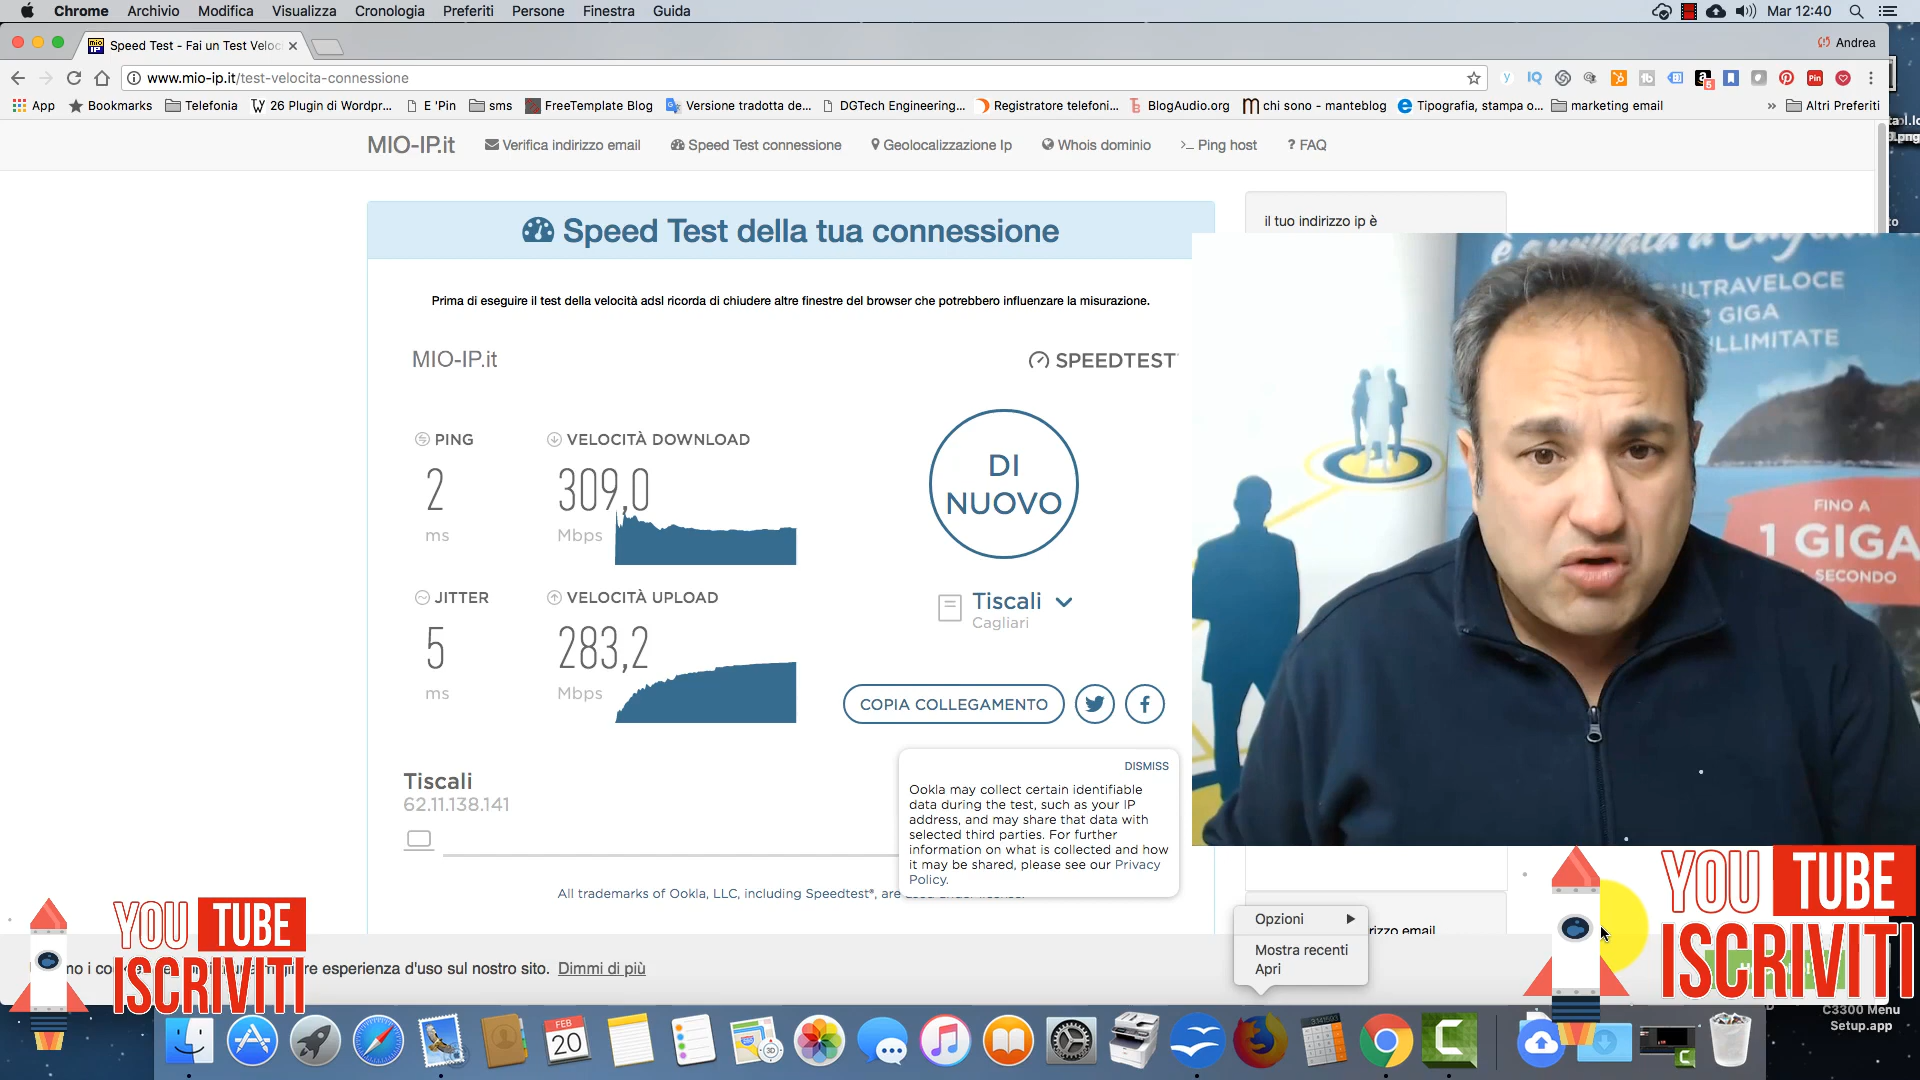 Chrome Archivio Modifica Visualizza Cronologia Preferiti Persone Finestra Guida Mar 12:40
Speed Test - Fai un Test Veloc Andrea
www.mio-ip.it/test-velocita-connessione
App Bookmarks Telefonia 26 Plugin di Wordpr... E 'Pin sms FreeTemplate Blog Versione tradotta de... DGTech Engineering... Registratore telefoni... BlogAudio.org chi sono - manteblog Tipografia, stampa o... marketing email » Altri Preferiti
MIO-IP.it Verifica indirizzo email Speed Test connessione Geolocalizzazione Ip Whois dominio >_ Ping host ? FAQ
Speed Test della tua connessione
il tuo indirizzo ip è
Prima di eseguire il test della velocità adsl ricorda di chiudere altre finestre del browser che potrebbero influenzare la misurazione.
MIO-IP.it SPEEDTEST
PING VELOCITÀ DOWNLOAD
2 309,0
ms Mbps
DI
NUOVO
JITTER VELOCITÀ UPLOAD
5 283,2
ms Mbps
Tiscali
Cagliari
COPIA COLLEGAMENTO
Tiscali
62.11.138.141
DISMISS
Ookla may collect certain identifiable
data during the test, such as your IP
address, and may share that data with
selected third parties. For further
information on what is collected and how
it may be shared, please see our Privacy
Policy.
All trademarks of Ookla, LLC, including Speedtest®, are
ULTRAVELOCE
1 GIGA
ILLIMITATE
FINO A
1 GIGA
SECONDO
Opzioni
Mostra recenti
Apri
rizzo email
re esperienza d'uso sul nostro sito. Dimmi di più
YOU TUBE
ISCRIVITI
YOU TUBE
ISCRIVITI
FEB
20
C3300 Menu
Setup.app